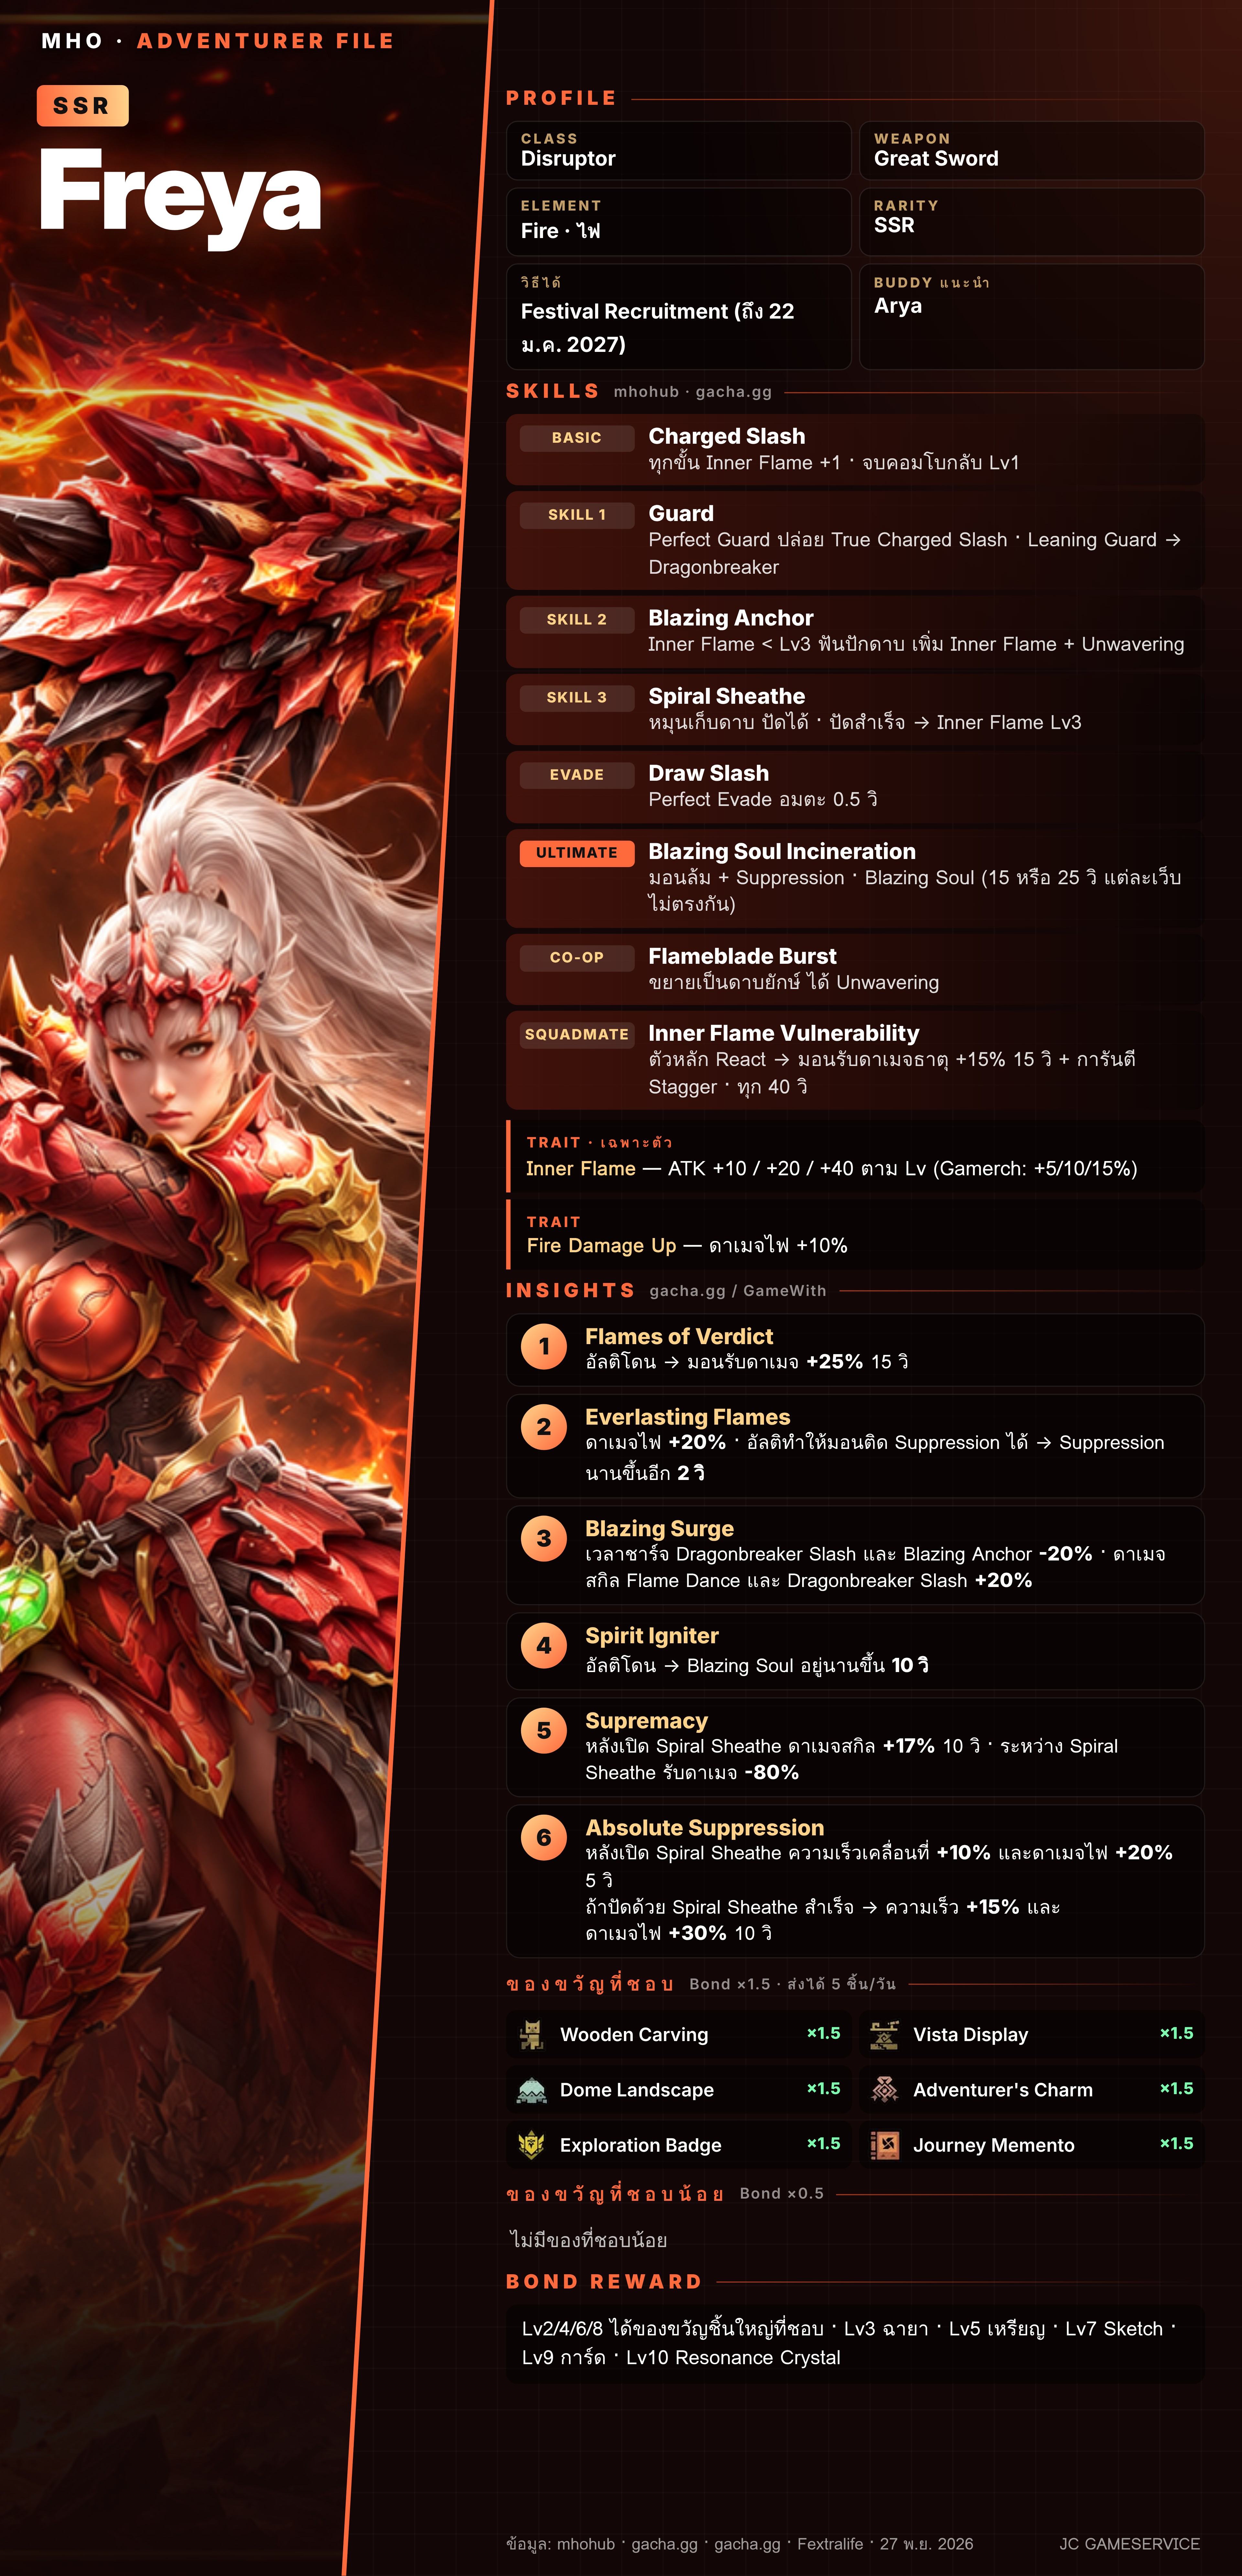 MHO · ADVENTURER FILE
SSR
Freya
PROFILE
CLASS
Disruptor
WEAPON
Great Sword
ELEMENT
Fire · ไฟ
RARITY
SSR
วิธีได้
Festival Recruitment (ถึง 22
ม.ค. 2027)
BUDDY แนะนำ
Arya
SKILLS mhohub · gacha.gg
BASIC
Charged Slash
ทุกขั้น Inner Flame +1 · จบคอมโบกลับ Lv1
SKILL 1
Guard
Perfect Guard ปล่อย True Charged Slash · Leaning Guard →
Dragonbreaker
SKILL 2
Blazing Anchor
Inner Flame < Lv3 ฟันปักดาบ เพิ่ม Inner Flame + Unwavering
SKILL 3
Spiral Sheathe
หมุนเก็บดาบ ปัดได้ · ปัดสำเร็จ → Inner Flame Lv3
EVADE
Draw Slash
Perfect Evade อมตะ 0.5 วิ
ULTIMATE
Blazing Soul Incineration
มอนล้ม + Suppression · Blazing Soul (15 หรือ 25 วิ แต่ละเว็บ
ไม่ตรงกัน)
CO-OP
Flameblade Burst
ขยายเป็นดาบยักษ์ ได้ Unwavering
SQUADMATE
Inner Flame Vulnerability
ตัวหลัก React → มอนรับดาเมจธาตุ +15% 15 วิ + การันตี
Stagger · ทุก 40 วิ
TRAIT · เฉพาะตัว
Inner Flame — ATK +10 / +20 / +40 ตาม Lv (Gamerch: +5/10/15%)
TRAIT
Fire Damage Up — ดาเมจไฟ +10%
INSIGHTS gacha.gg / GameWith
1
Flames of Verdict
อัลติโดน → มอนรับดาเมจ +25% 15 วิ
2
Everlasting Flames
ดาเมจไฟ +20% · อัลติทำให้มอนติด Suppression ได้ → Suppression
นานขึ้นอีก 2 วิ
3
Blazing Surge
เวลาชาร์จ Dragonbreaker Slash และ Blazing Anchor -20% · ดาเมจ
สกิล Flame Dance และ Dragonbreaker Slash +20%
4
Spirit Igniter
อัลติโดน → Blazing Soul อยู่นานขึ้น 10 วิ
5
Supremacy
หลังเปิด Spiral Sheathe ดาเมจสกิล +17% 10 วิ · ระหว่าง Spiral
Sheathe รับดาเมจ -80%
6
Absolute Suppression
หลังเปิด Spiral Sheathe ความเร็วเคลื่อนที่ +10% และดาเมจไฟ +20%
5 วิ
ถ้าปัดด้วย Spiral Sheathe สำเร็จ → ความเร็ว +15% และ
ดาเมจไฟ +30% 10 วิ
ของขวัญที่ชอบ Bond ×1.5 · ส่งได้ 5 ชิ้น/วัน
Wooden Carving ×1.5
Vista Display ×1.5
Dome Landscape ×1.5
Adventurer's Charm ×1.5
Exploration Badge ×1.5
Journey Memento ×1.5
ของขวัญที่ชอบน้อย Bond ×0.5
ไม่มีของที่ชอบน้อย
BOND REWARD
Lv2/4/6/8 ได้ของขวัญชิ้นใหญ่ที่ชอบ · Lv3 ฉายา · Lv5 เหรียญ · Lv7 Sketch ·
Lv9 การ์ด · Lv10 Resonance Crystal
ข้อมูล: mhohub · gacha.gg · gacha.gg · Fextralife · 27 พ.ย. 2026
JC GAMESERVICE